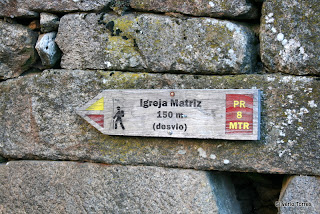 Igreja Matriz
150 m.
(desvio)
PR
8
MTR